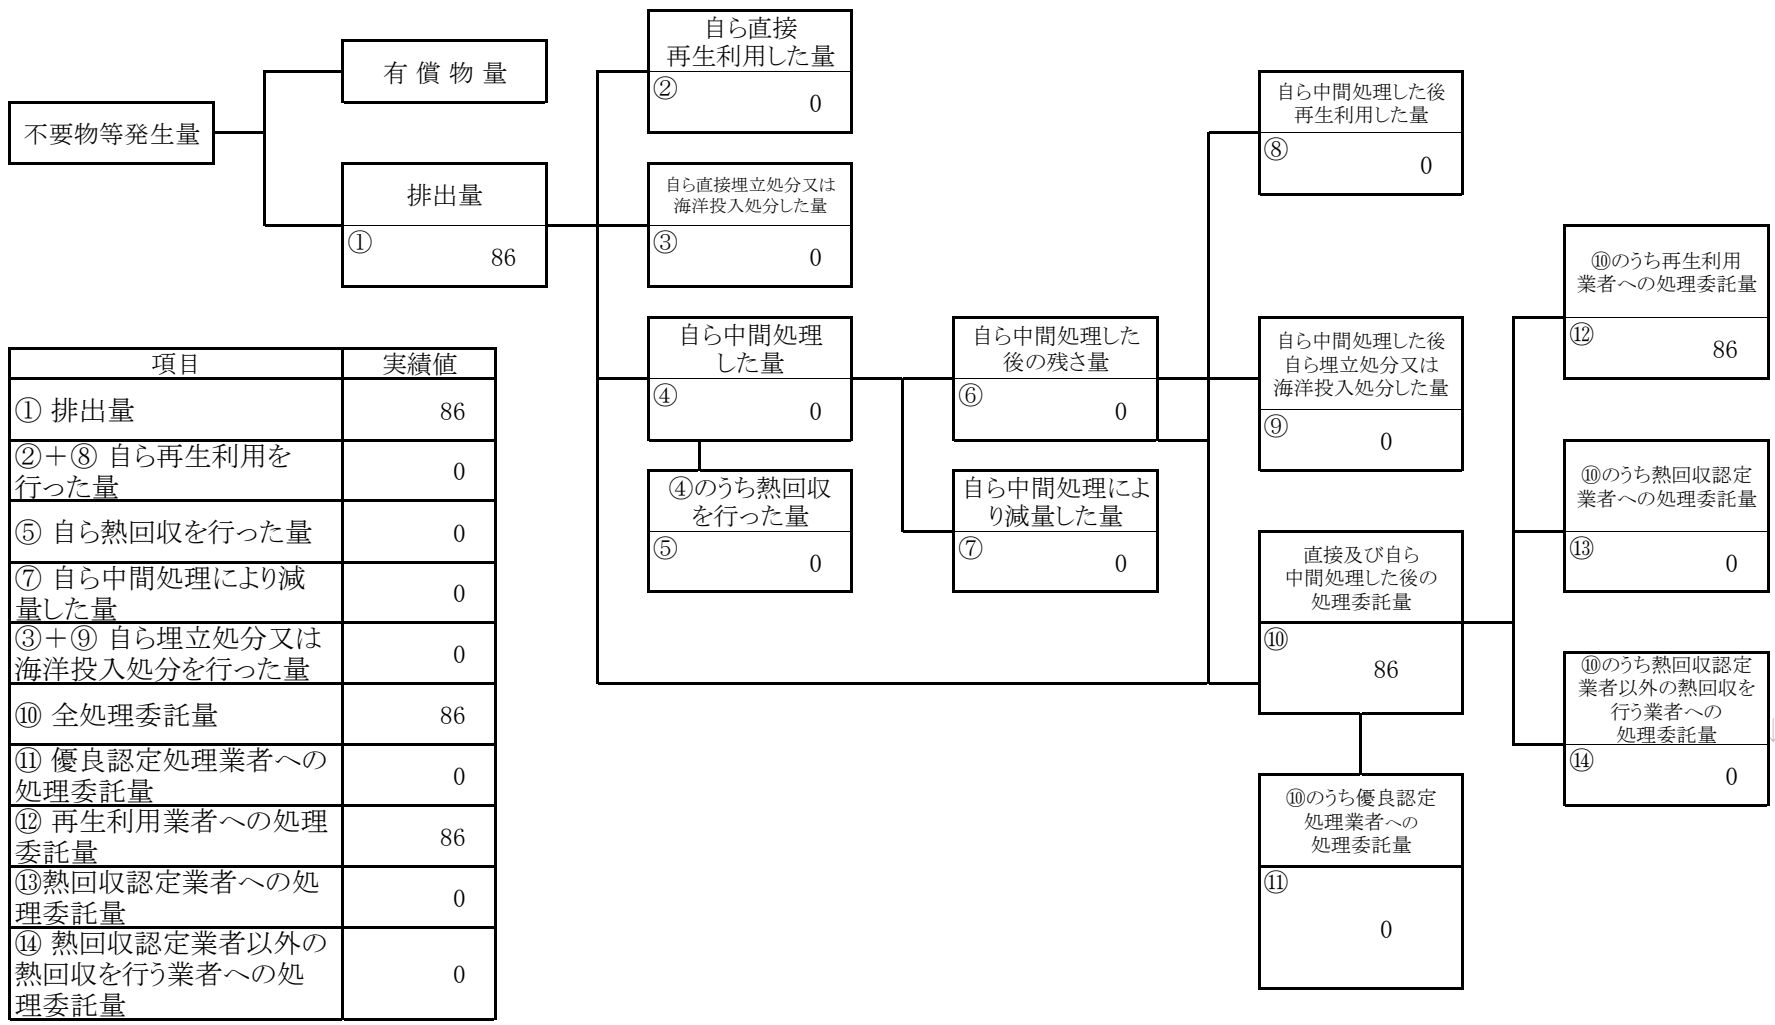 不要物等発生量
有 償 物 量
排出量
①
86
自ら直接
再生利用した量
②
0
自ら直接埋立処分又は
海洋投入処分した量
③
0
自ら中間処理
した量
④
0
④のうち熱回収
を行った量
⑤
0
自ら中間処理した
後の残さ量
⑥
0
自ら中間処理によ
り減量した量
⑦
0
自ら中間処理した後
再生利用した量
⑧
0
自ら中間処理した後
自ら埋立処分又は
海洋投入処分した量
⑨
0
直接及び自ら
中間処理した後の
処理委託量
⑩
86
⑩のうち優良認定
処理業者への
処理委託量
⑪
0
⑩のうち再生利用
業者への処理委託量
⑫
86
⑩のうち熱回収認定
業者への処理委託量
⑬
0
⑩のうち熱回収認定
業者以外の熱回収を
行う業者への
処理委託量
⑭
0
項目 実績値
① 排出量 86
②＋⑧ 自ら再生利用を
行った量 0
⑤ 自ら熱回収を行った量 0
⑦ 自ら中間処理により減
量した量 0
③＋⑨ 自ら埋立処分又は
海洋投入処分を行った量 0
⑩ 全処理委託量 86
⑪ 優良認定処理業者への
処理委託量 0
⑫ 再生利用業者への処理
委託量 86
⑬熱回収認定業者への処
理委託量 0
⑭ 熱回収認定業者以外の
熱回収を行う業者への処
理委託量 0